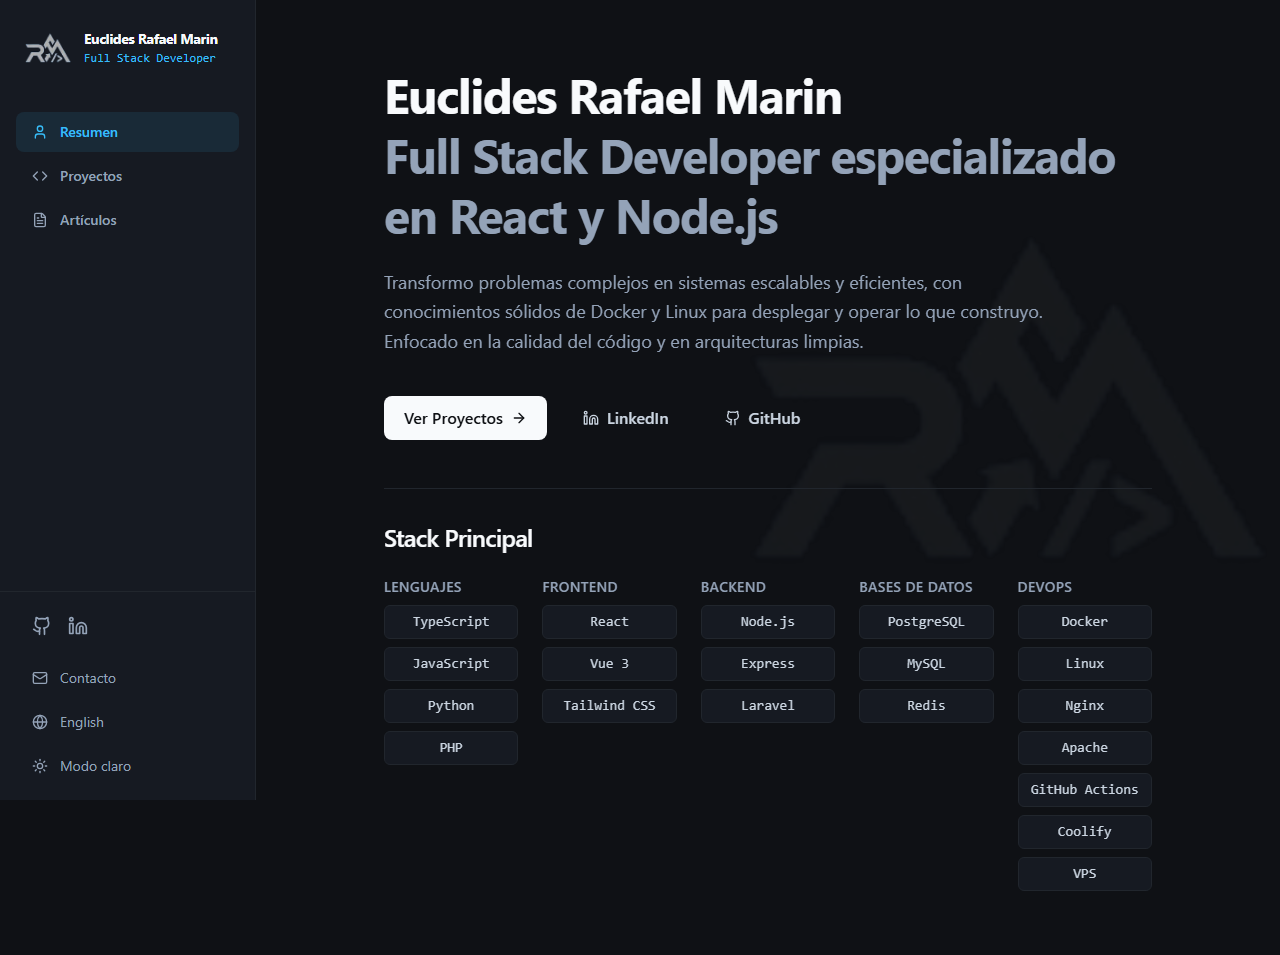 RM</>
Euclides Rafael Marin
Full Stack Developer
Resumen
Proyectos
Artículos
Contacto
English
Modo claro
Euclides Rafael Marin
Full Stack Developer especializado
en React y Node.js
Transformo problemas complejos en sistemas escalables y eficientes, con
conocimientos sólidos de Docker y Linux para desplegar y operar lo que construyo.
Enfocado en la calidad del código y en arquitecturas limpias.
Ver Proyectos →
LinkedIn
GitHub
Stack Principal
LENGUAJES
TypeScript
JavaScript
Python
PHP
FRONTEND
React
Vue 3
Tailwind CSS
BACKEND
Node.js
Express
Laravel
BASES DE DATOS
PostgreSQL
MySQL
Redis
DEVOPS
Docker
Linux
Nginx
Apache
GitHub Actions
Coolify
VPS